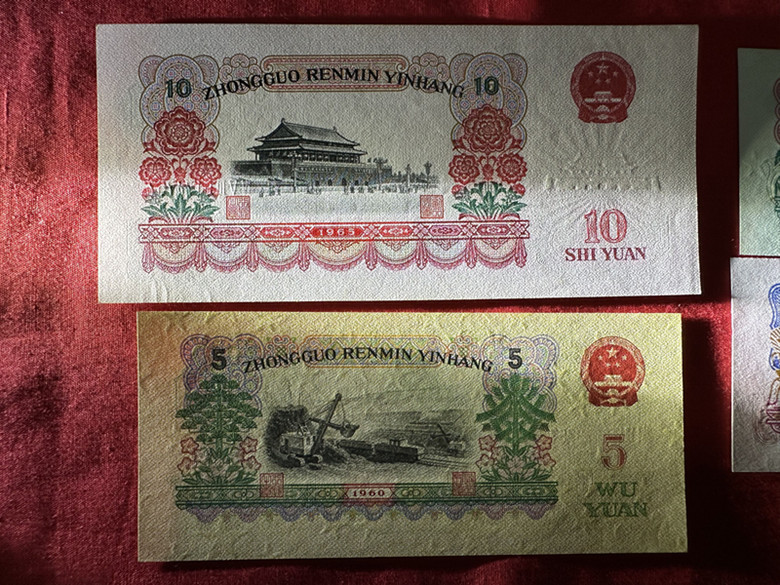 10 10
ZHONGGUO RENMIN YINHANG
10
SHI YUAN
1965
5 5
ZHONGGUO RENMIN YINHANG
5
WU
YUAN
1960